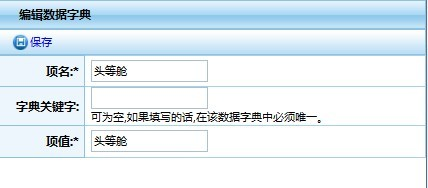 编辑数据字典
保存
项名:* 头等舱
字典关键字:
可为空,如果填写的话,在该数据字典中必须唯一。
项值:* 头等舱